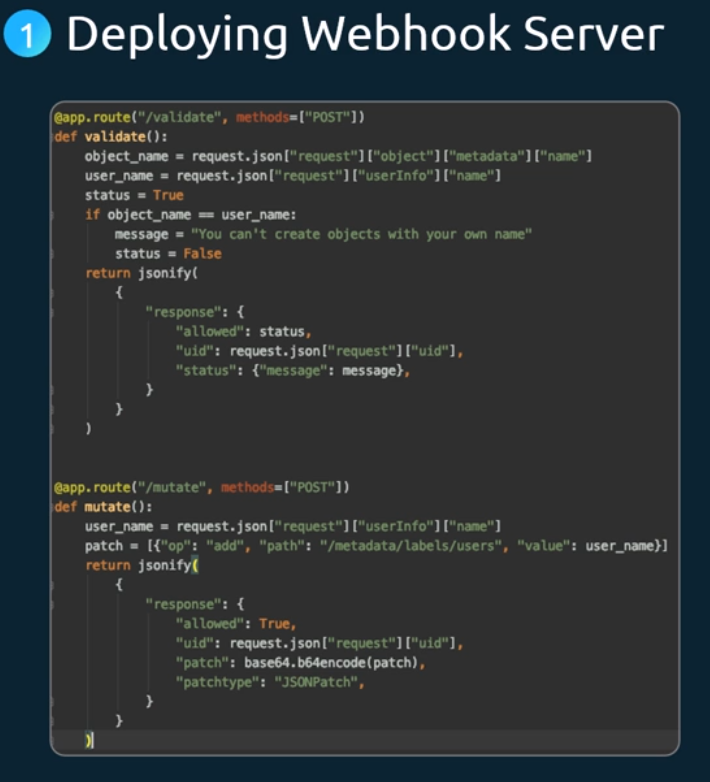 1 Deploying Webhook Server
@app.route("/validate", methods=["POST"])
def validate():
    object_name = request.json["request"]["object"]["metadata"]["name"]
    user_name = request.json["request"]["userInfo"]["name"]
    status = True
    if object_name == user_name:
        message = "You can't create objects with your own name"
        status = False
    return jsonify(
        {
            "response": {
                "allowed": status,
                "uid": request.json["request"]["uid"],
                "status": {"message": message},
            }
        }
    )
@app.route("/mutate", methods=["POST"])
def mutate():
    user_name = request.json["request"]["userInfo"]["name"]
    patch = [{"op": "add", "path": "/metadata/labels/users", "value": user_name}]
    return jsonify(
        {
            "response": {
                "allowed": True,
                "uid": request.json["request"]["uid"],
                "patch": base64.b64encode(patch),
                "patchtype": "JSONPatch",
            }
        }
    )